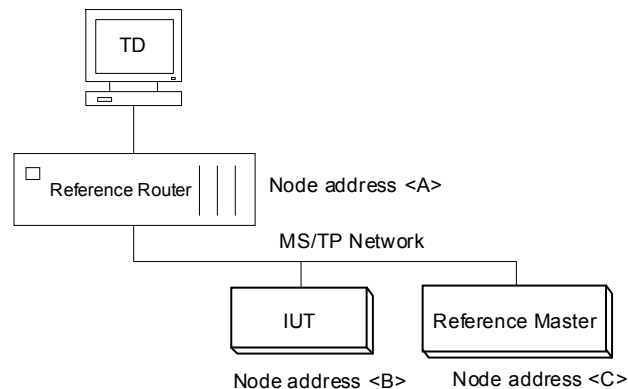 TD
Reference Router
Node address <A>
MS/TP Network
IUT
Reference Master
Node address <B>
Node address <C>